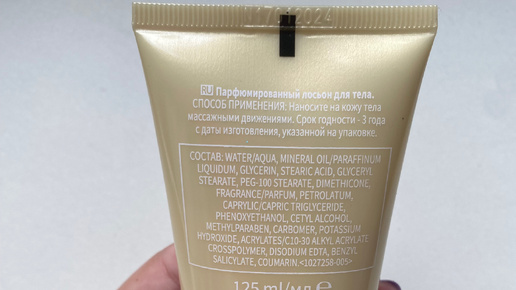 2024
RU Парфюмированный лосьон для тела.
СПОСОБ ПРИМЕНЕНИЯ: Наносите на кожу тела
массажными движениями. Срок годности - 3 года
с даты изготовления, указанной на упаковке.
СОСТАВ: WATER/AQUA, MINERAL OIL/PARAFFINUM
LIQUIDUM, GLYCERIN, STEARIC ACID, GLYCERYL
STEARATE, PEG-100 STEARATE, DIMETHICONE,
FRAGRANCE/PARFUM, PETROLATUM,
CAPRYLIC/CAPRIC TRIGLYCERIDE,
PHENOXYETHANOL, CETYL ALCOHOL,
METHYLPARABEN, CARBOMER, POTASSIUM
HYDROXIDE, ACRYLATES/C10-30 ALKYL ACRYLATE
CROSSPOLYMER, DISODIUM EDTA, BENZYL
SALICYLATE, COUMARIN.<1027258-005>
125 ml/мл e